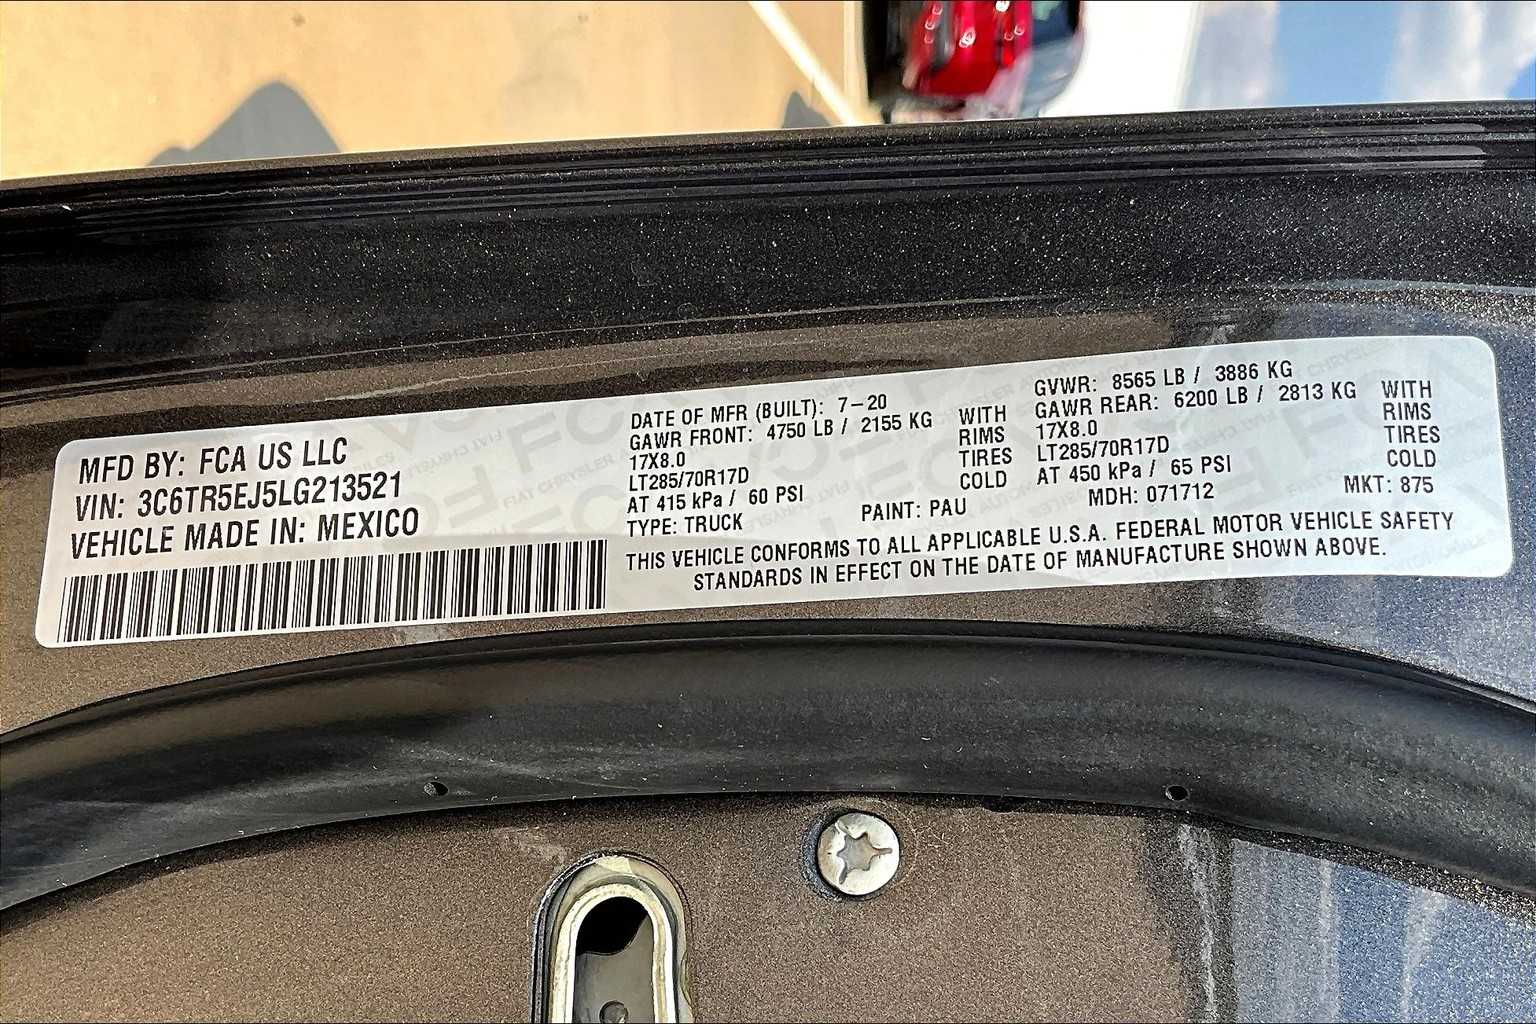 MFD BY: FCA US LLC
VIN: 3C6TR5EJ5LG213521
VEHICLE MADE IN: MEXICO
DATE OF MFR (BUILT): 7-20
GAWR FRONT: 4750 LB / 2155 KG WITH
17X8.0 RIMS
LT285/70R17D TIRES
AT 415 kPa / 60 PSI COLD
TYPE: TRUCK PAINT: PAU
GVWR: 8565 LB / 3886 KG
GAWR REAR: 6200 LB / 2813 KG WITH
17X8.0 RIMS
LT285/70R17D TIRES
AT 450 kPa / 65 PSI COLD
MDH: 071712 MKT: 875
THIS VEHICLE CONFORMS TO ALL APPLICABLE U.S.A. FEDERAL MOTOR VEHICLE SAFETY
STANDARDS IN EFFECT ON THE DATE OF MANUFACTURE SHOWN ABOVE.